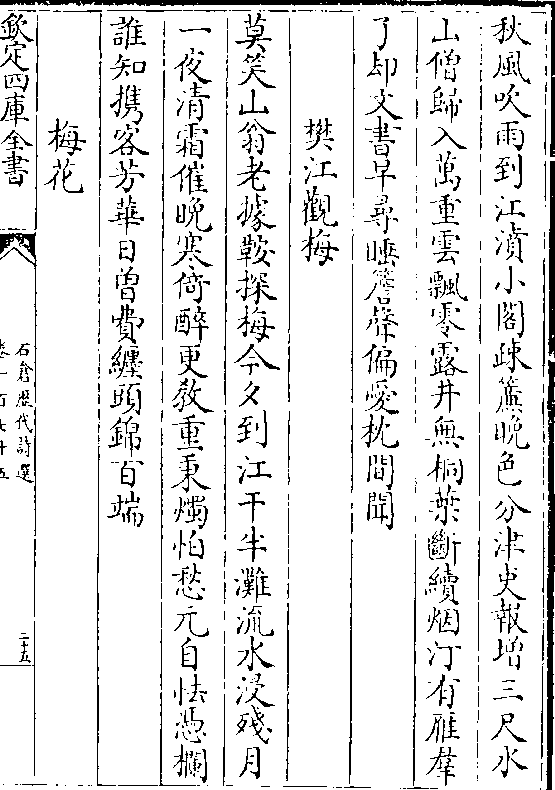 秋風吹雨到江濆小閣疎簾晚色分津吏報增三尺水
山僧歸入萬重雲飄零露井無桐葉斷續烟汀有雁羣
了却文書早尋睡簷聲偏愛枕間聞
樊江觀梅
莫笑山翁老據鞍探梅今夕到江干半灘流水浸殘月
一夜清霜催晚寒倚醉更教重秉燭怕愁元自怯憑欄
誰知携客芳華日曾費纏頭錦百端
梅花
欽定四庫全書
石倉歷代詩選
卷一百七十五
二十五